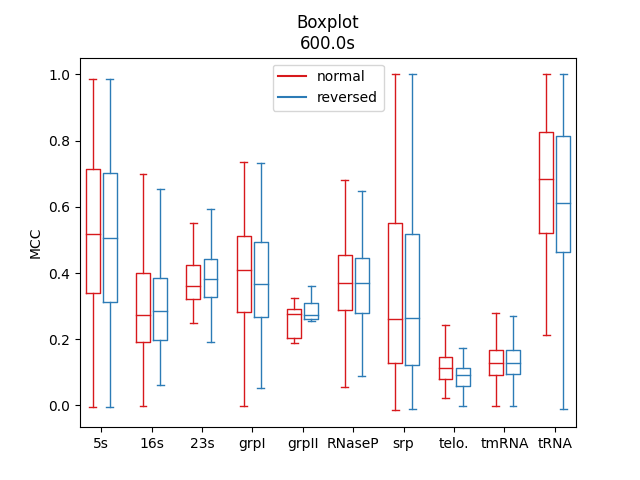 Boxplot
600.0s
normal
reversed
MCC
1.0
0.8
0.6
0.4
0.2
0.0
5s 16s 23s grpI grpII RNaseP srp telo. tmRNA tRNA